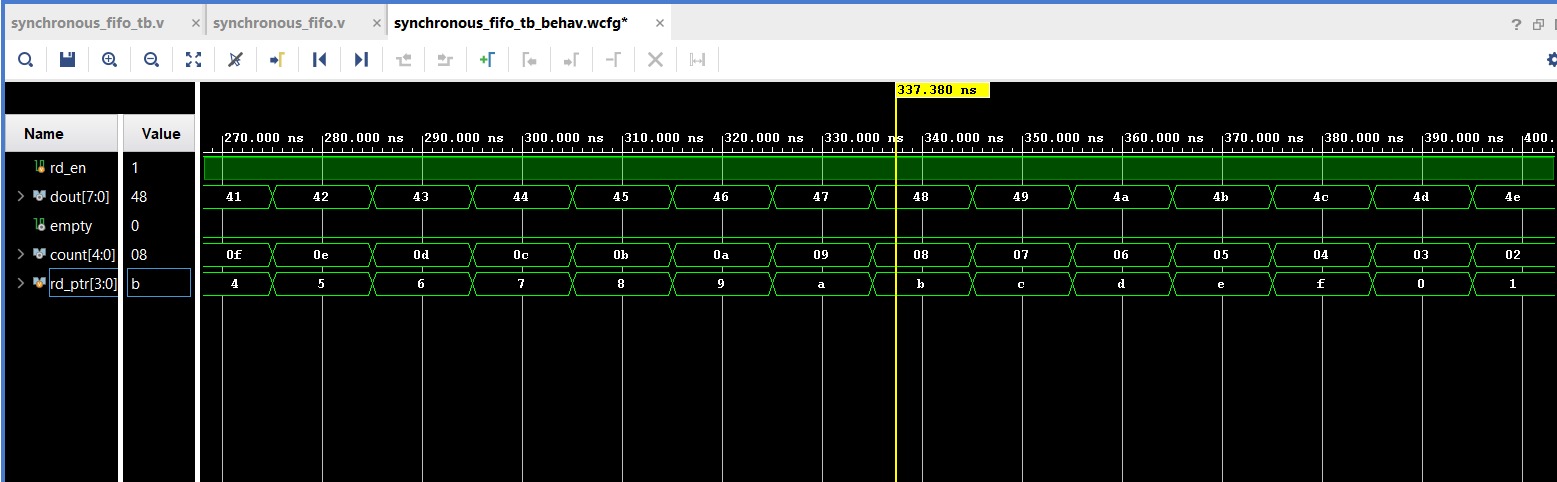 synchronous_fifo_tb.v × synchronous_fifo.v × synchronous_fifo_tb_behav.wcfg* ×
?
337.380 ns
Name Value
270.000 ns 280.000 ns 290.000 ns 300.000 ns 310.000 ns 320.000 ns 330.000 ns 340.000 ns 350.000 ns 360.000 ns 370.000 ns 380.000 ns 390.000 ns 400.
rd_en 1
dout[7:0] 48 41 42 43 44 45 46 47 48 49 4a 4b 4c 4d 4e
empty 0
count[4:0] 08 0f 0e 0d 0c 0b 0a 09 08 07 06 05 04 03 02
rd_ptr[3:0] b 4 5 6 7 8 9 a b c d e f 0 1